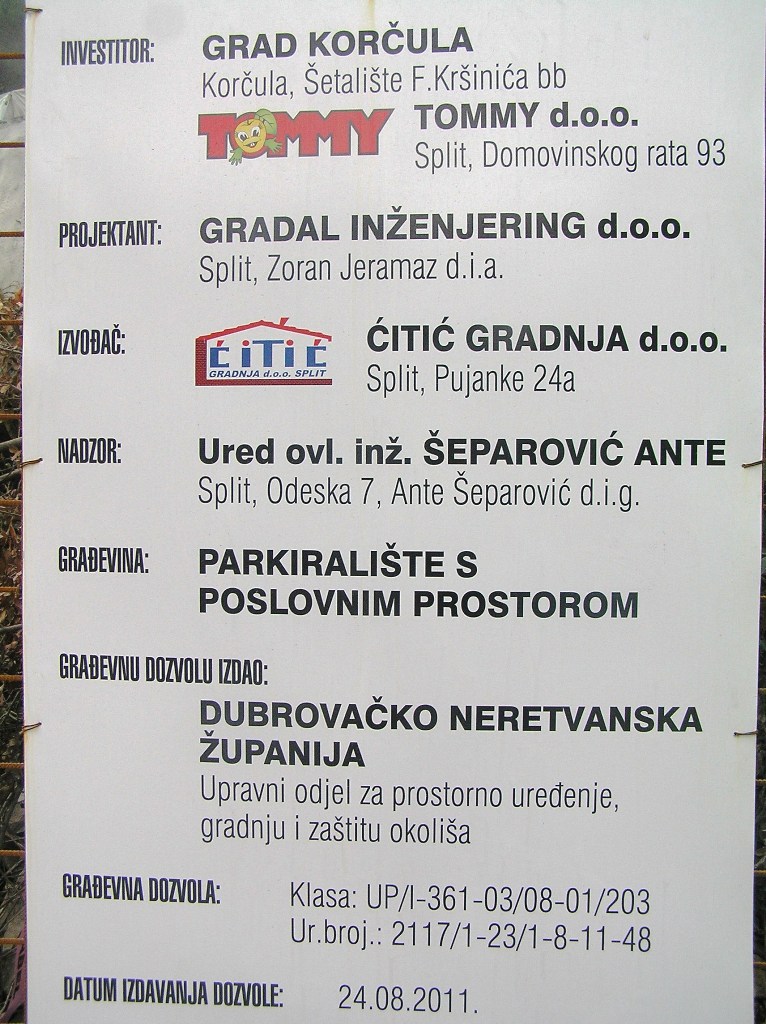 INVESTITOR: GRAD KORČULA
Korčula, Šetalište F.Kršinića bb
TOMMY TOMMY d.o.o.
Split, Domovinskog rata 93
PROJEKTANT: GRADAL INŽENJERING d.o.o.
Split, Zoran Jeramaz d.i.a.
IZVOĐAČ: ĆITIĆ GRADNJA d.o.o.
ĆITIĆ
GRADNJA d.o.o. SPLIT
Split, Pujanke 24a
NADZOR: Ured ovl. inž. ŠEPAROVIĆ ANTE
Split, Odeska 7, Ante Šeparović d.i.g.
GRAĐEVINA: PARKIRALIŠTE S
POSLOVNIM PROSTOROM
GRAĐEVNU DOZVOLU IZDAO:
DUBROVAČKO NERETVANSKA
ŽUPANIJA
Upravni odjel za prostorno uređenje,
gradnju i zaštitu okoliša
GRAĐEVNA DOZVOLA: Klasa: UP/I-361-03/08-01/203
Ur.broj.: 2117/1-23/1-8-11-48
DATUM IZDAVANJA DOZVOLE: 24.08.2011.